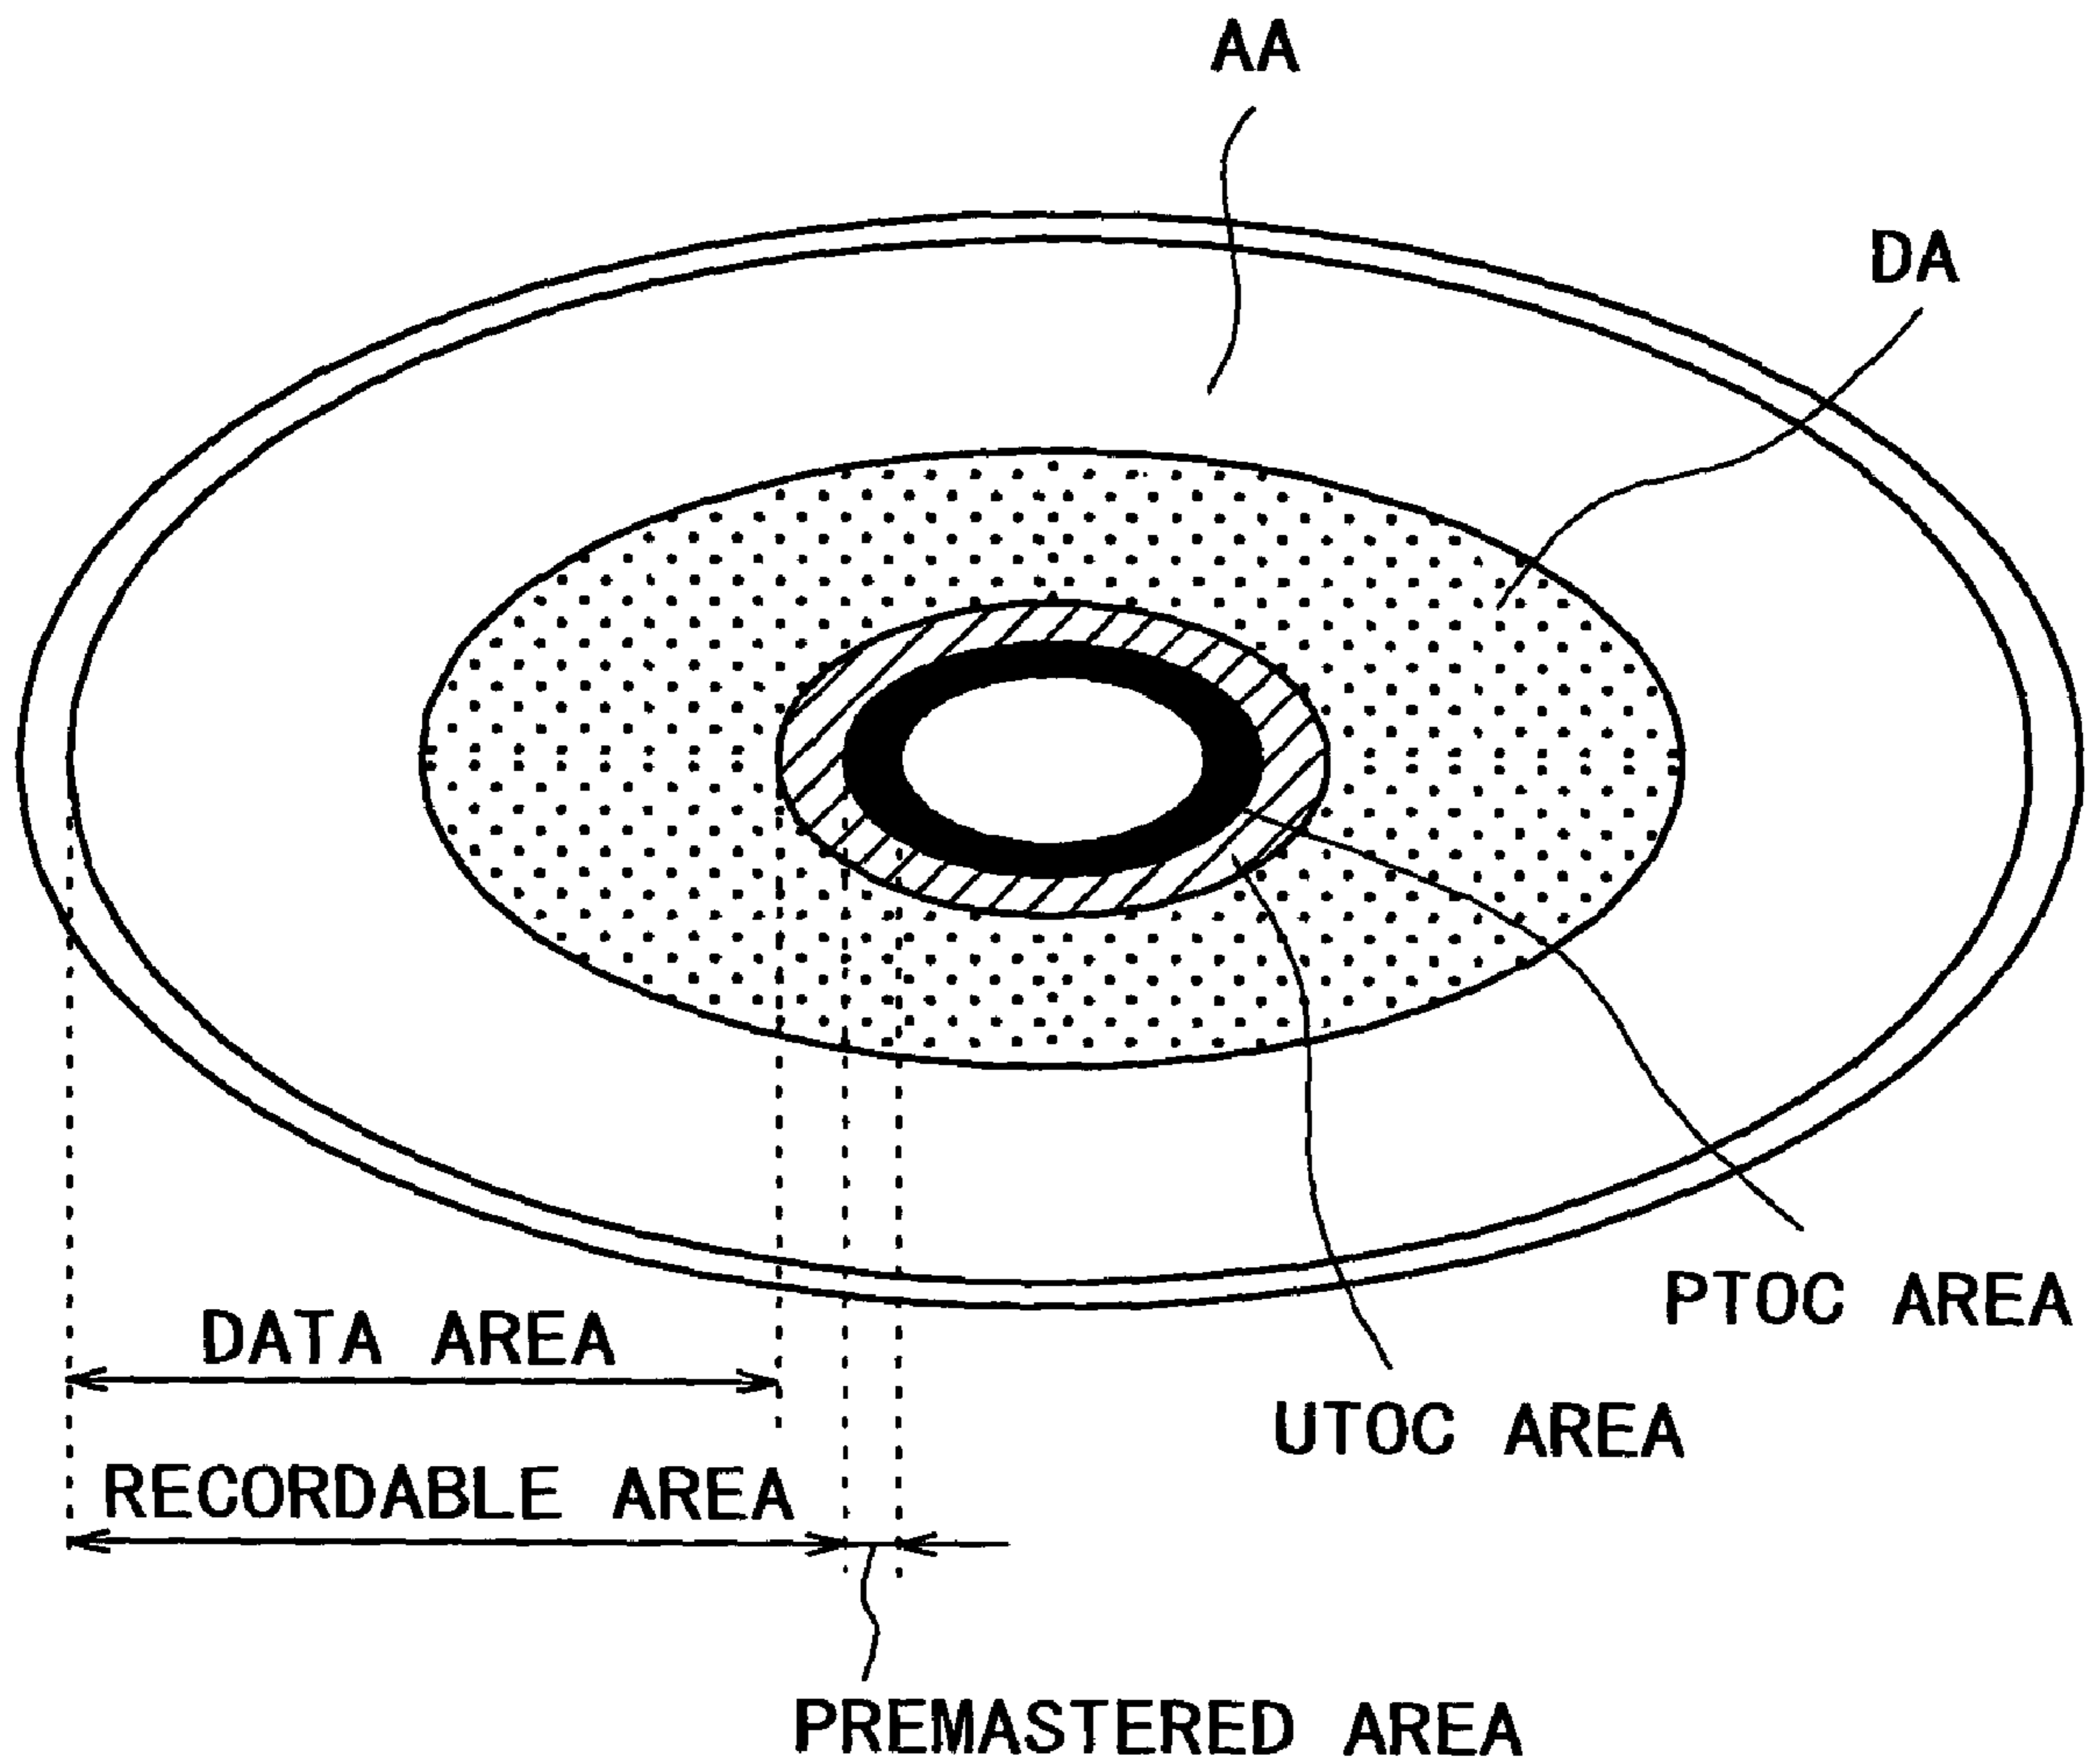 AA
DA
PTOC AREA
DATA AREA
UTOC AREA
RECORDABLE AREA
PREMASTERED AREA